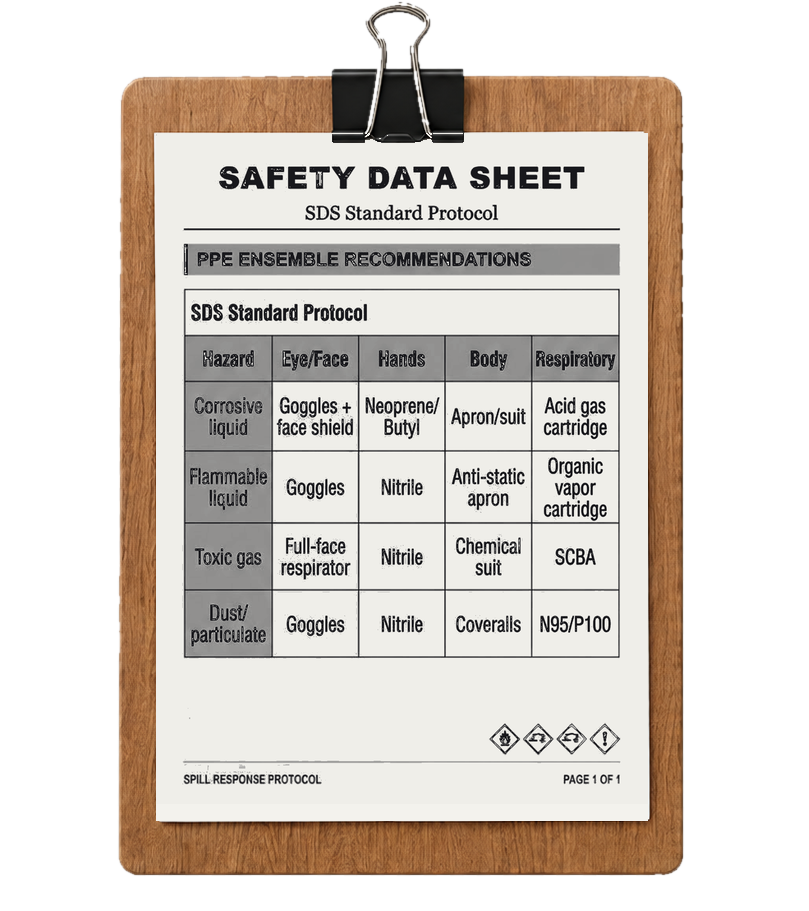 SAFETY DATA SHEET
SDS Standard Protocol
PPE ENSEMBLE RECOMMENDATIONS
SDS Standard Protocol
Hazard Eye/Face Hands Body Respiratory
Corrosive liquid Goggles + face shield Neoprene/ Butyl Apron/suit Acid gas cartridge
Flammable liquid Goggles Nitrile Anti-static apron Organic vapor cartridge
Toxic gas Full-face respirator Nitrile Chemical suit SCBA
Dust/ particulate Goggles Nitrile Coveralls N95/P100
SPILL RESPONSE PROTOCOL PAGE 1 OF 1